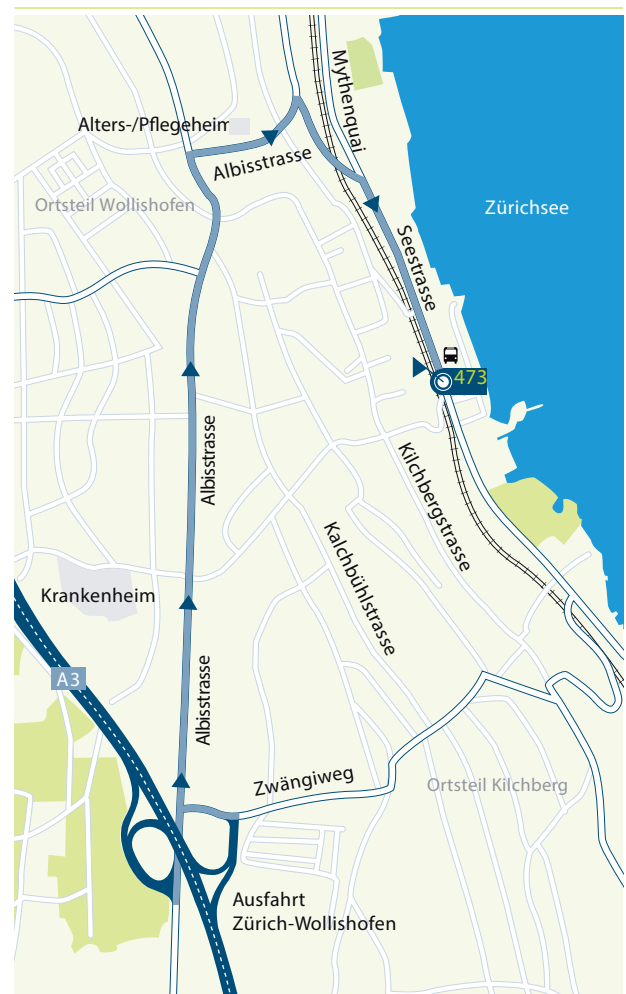 Mythenquai
Alters-/Pflegeheim
Albisstrasse
Ortsteil Wollishofen
Zürichsee
Seestrasse
473
Albisstrasse
Kilchbergstrasse
Kalchbühlstrasse
Krankenheim
A3
Albisstrasse
Zwängiweg
Ortsteil Kilchberg
Ausfahrt
Zürich-Wollishofen